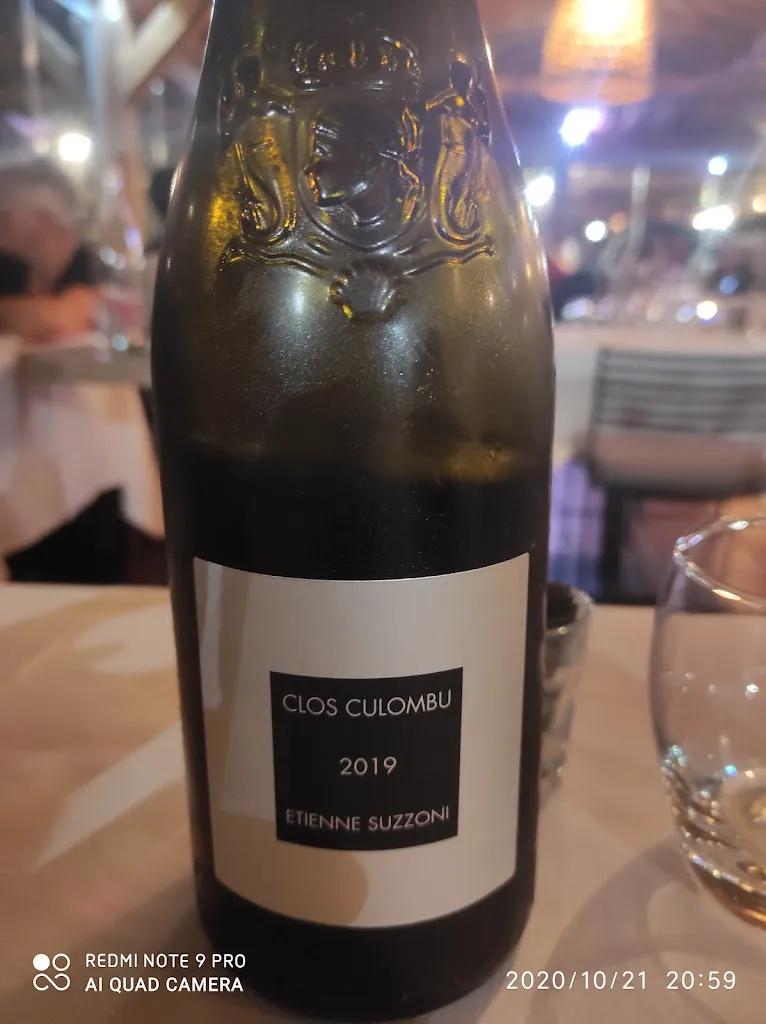 CLOS CULOMBU
2019
ETIENNE SUZZONI
REDMI NOTE 9 PRO
AI QUAD CAMERA
2020/10/21 20:59